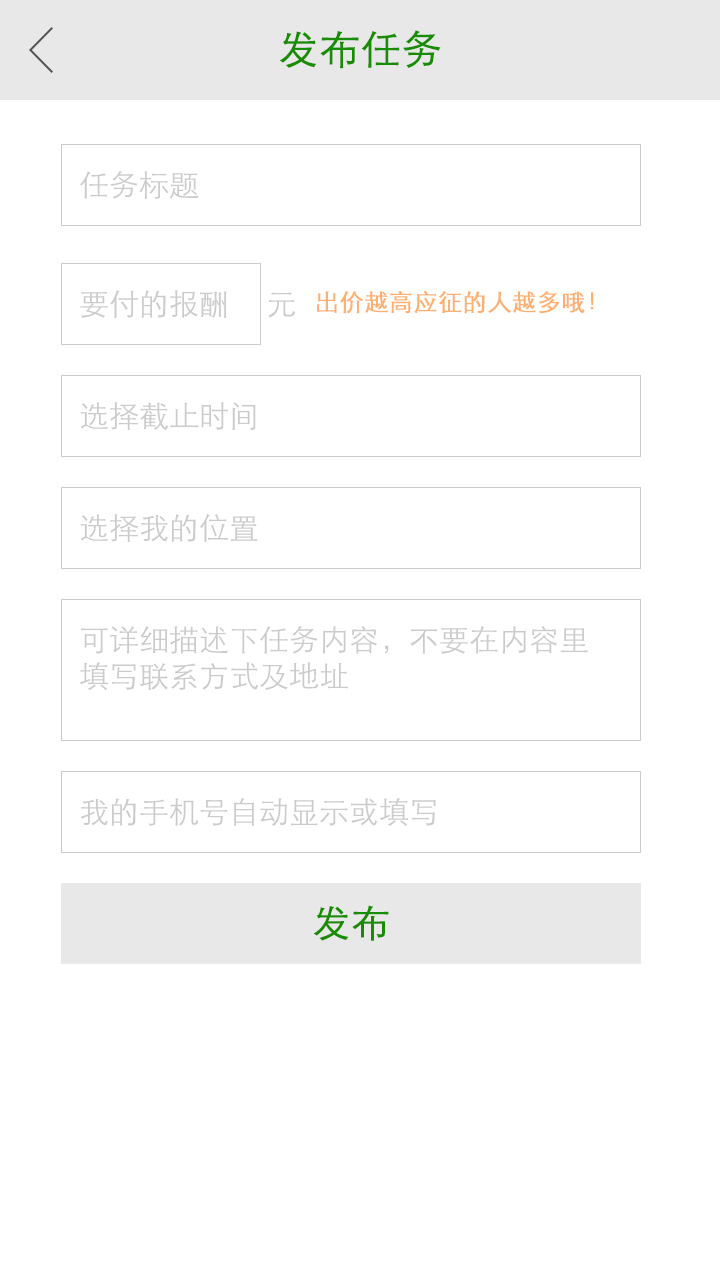 发布任务
任务标题
要付的报酬 元 出价越高应征的人越多哦！
选择截止时间
选择我的位置
可详细描述下任务内容，不要在内容里
填写联系方式及地址
我的手机号自动显示或填写
发布